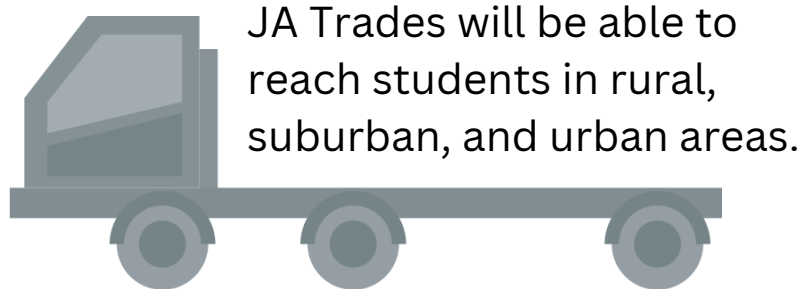 JA Trades will be able to
reach students in rural,
suburban, and urban areas.